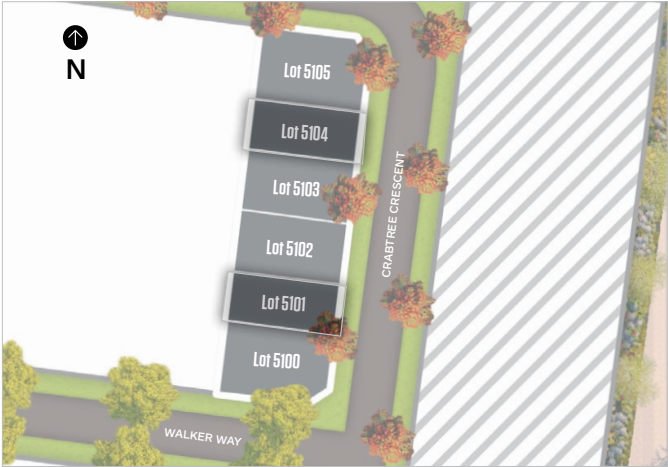 N
Lot 5105
Lot 5104
Lot 5103
CRABTREE CRESCENT
Lot 5102
Lot 5101
Lot 5100
WALKER WAY